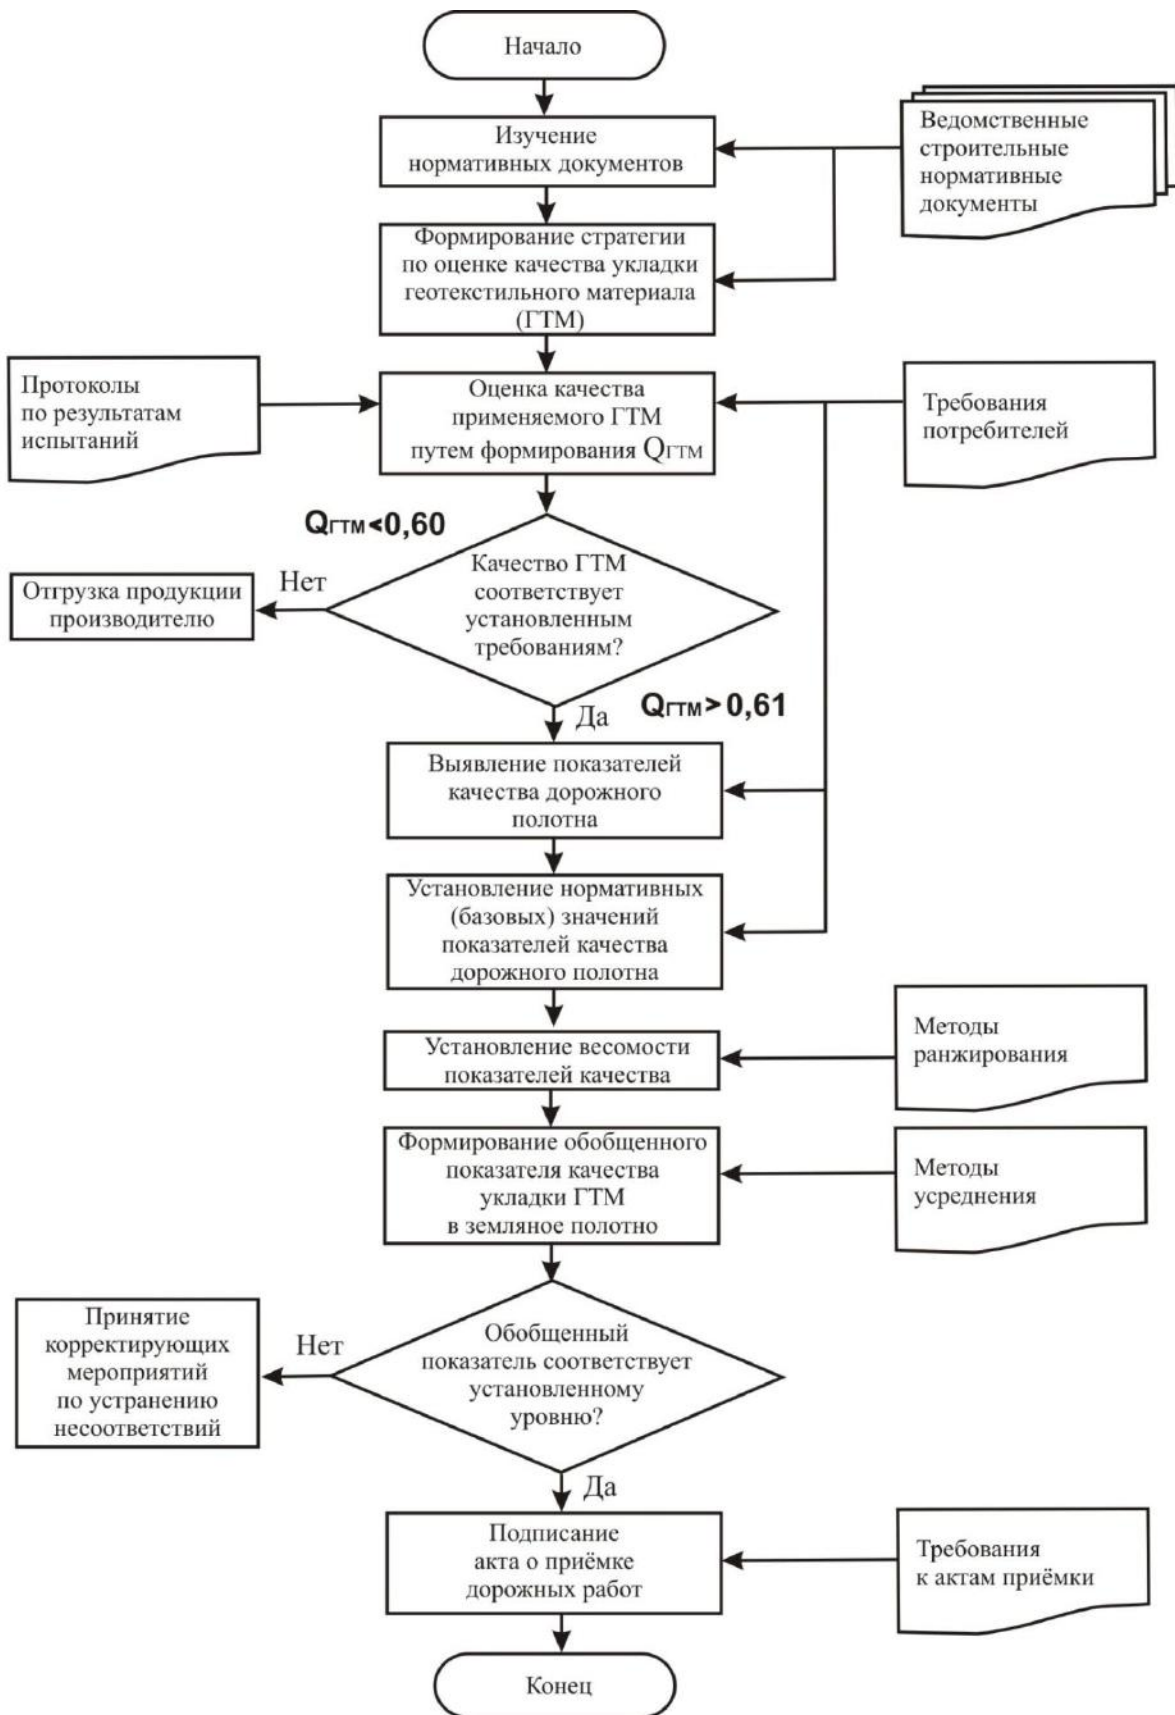 Начало
Изучение
нормативных документов
Ведомственные
строительные
нормативные
документы
Формирование стратегии
по оценке качества укладки
геотекстильного материала
(ГТМ)
Протоколы
по результатам
испытаний
Оценка качества
применяемого ГТМ
путем формирования QГТМ
Требования
потребителей
QГТМ<0,60
Качество ГТМ
соответствует
установленным
требованиям?
Нет
Отгрузка продукции
производителю
QГТМ>0,61
Да
Выявление показателей
качества дорожного
полотна
Установление нормативных
(базовых) значений
показателей качества
дорожного полотна
Установление весомости
показателей качества
Методы
ранжирования
Формирование обобщенного
показателя качества
укладки ГТМ
в земляное полотно
Методы
усреднения
Обобщенный
показатель соответствует
установленному
уровню?
Нет
Принятие
корректирующих
мероприятий
по устранению
несоответствий
Да
Подписание
акта о приёмке
дорожных работ
Требования
к актам приёмки
Конец